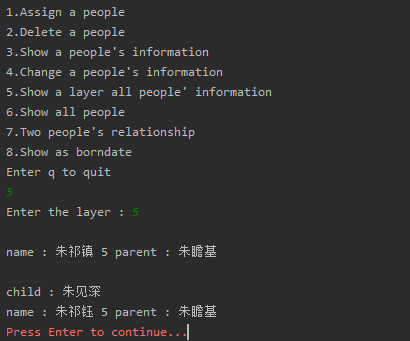 1.Assign a people
2.Delete a people
3.Show a people's information
4.Change a people's information
5.Show a layer all people' information
6.Show all people
7.Two people's relationship
8.Show as borndate
Enter q to quit
5
Enter the layer : 5
name : 朱祁镇 5 parent : 朱瞻基
child : 朱见深
name : 朱祁钰 5 parent : 朱瞻基
Press Enter to continue...